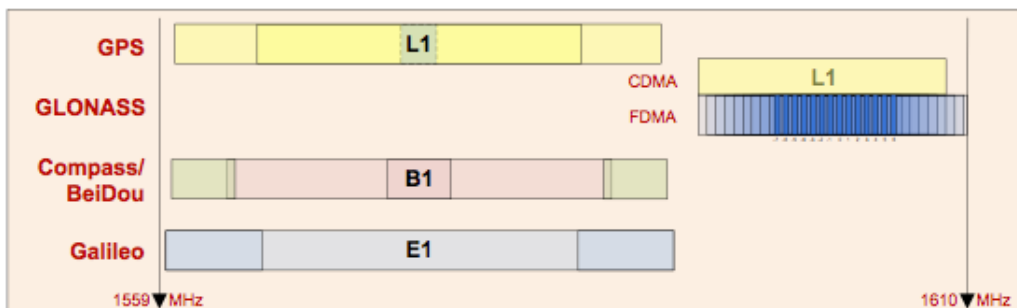 GPS
L1
CDMA
L1
GLONASS
FDMA
Compass/
BeiDou
B1
Galileo
E1
1559 MHz
1610 MHz